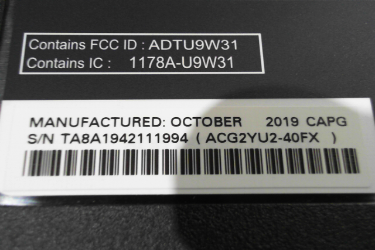 Contains FCC ID : ADTU9W31
Contains IC : 1178A-U9W31
MANUFACTURED: OCTOBER 2019 CAPG
S/N TA8A1942111994 ( ACG2YU2-40FX )